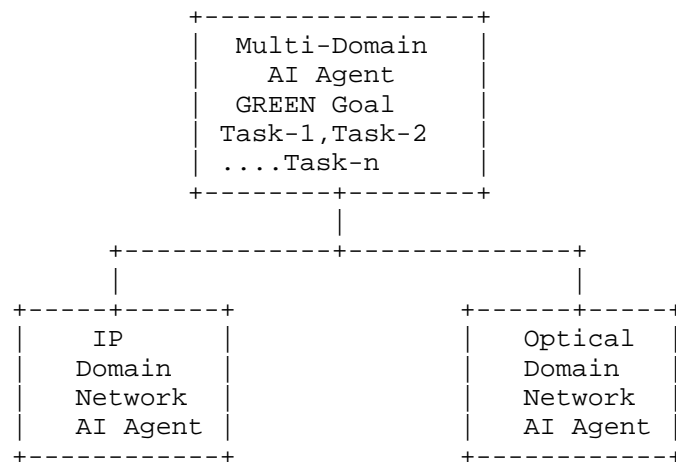 Multi-Domain
AI Agent
GREEN Goal
Task-1,Task-2
....Task-n
IP
Domain
Network
AI Agent
Optical
Domain
Network
AI Agent